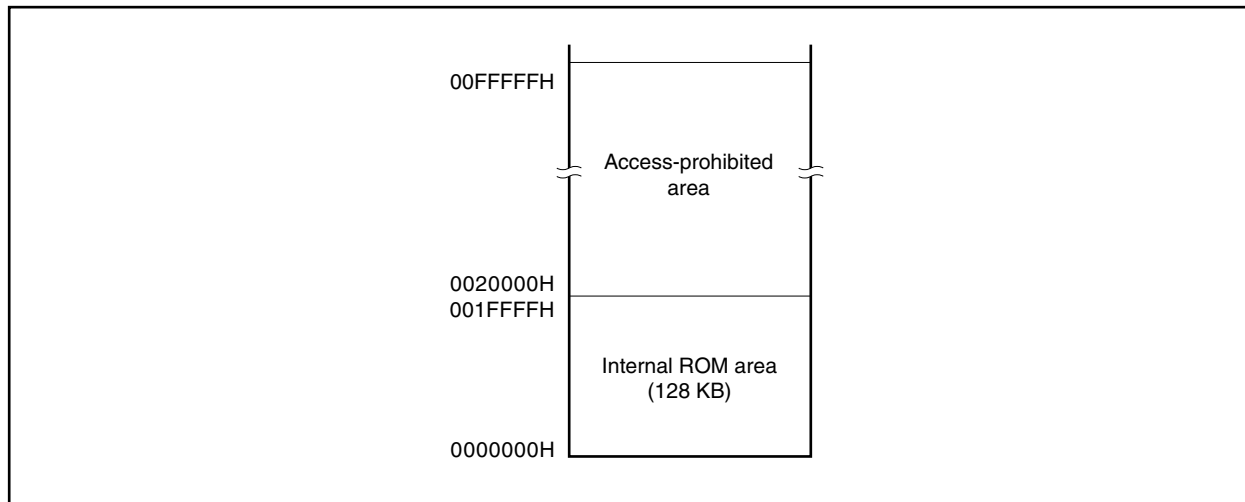 00FFFFFH
Access-prohibited
area
0020000H
001FFFFH
Internal ROM area
(128 KB)
0000000H